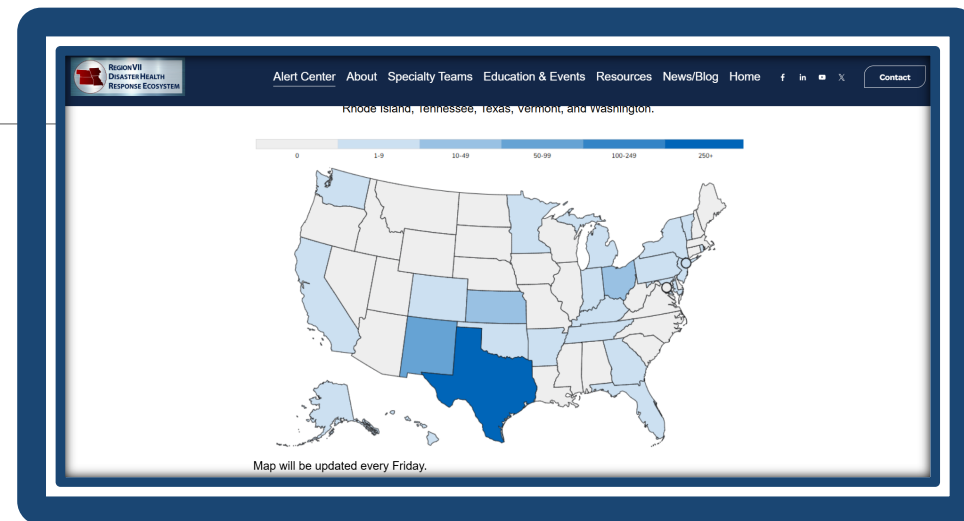 REGION VII
DISASTER HEALTH
RESPONSE ECOSYSTEM
Alert Center About Specialty Teams Education & Events Resources News/Blog Home f in X Contact
Rhode Island, Tennessee, Texas, Vermont, and Washington.
0 1-9 10-49 50-99 100-249 250+
Map will be updated every Friday.